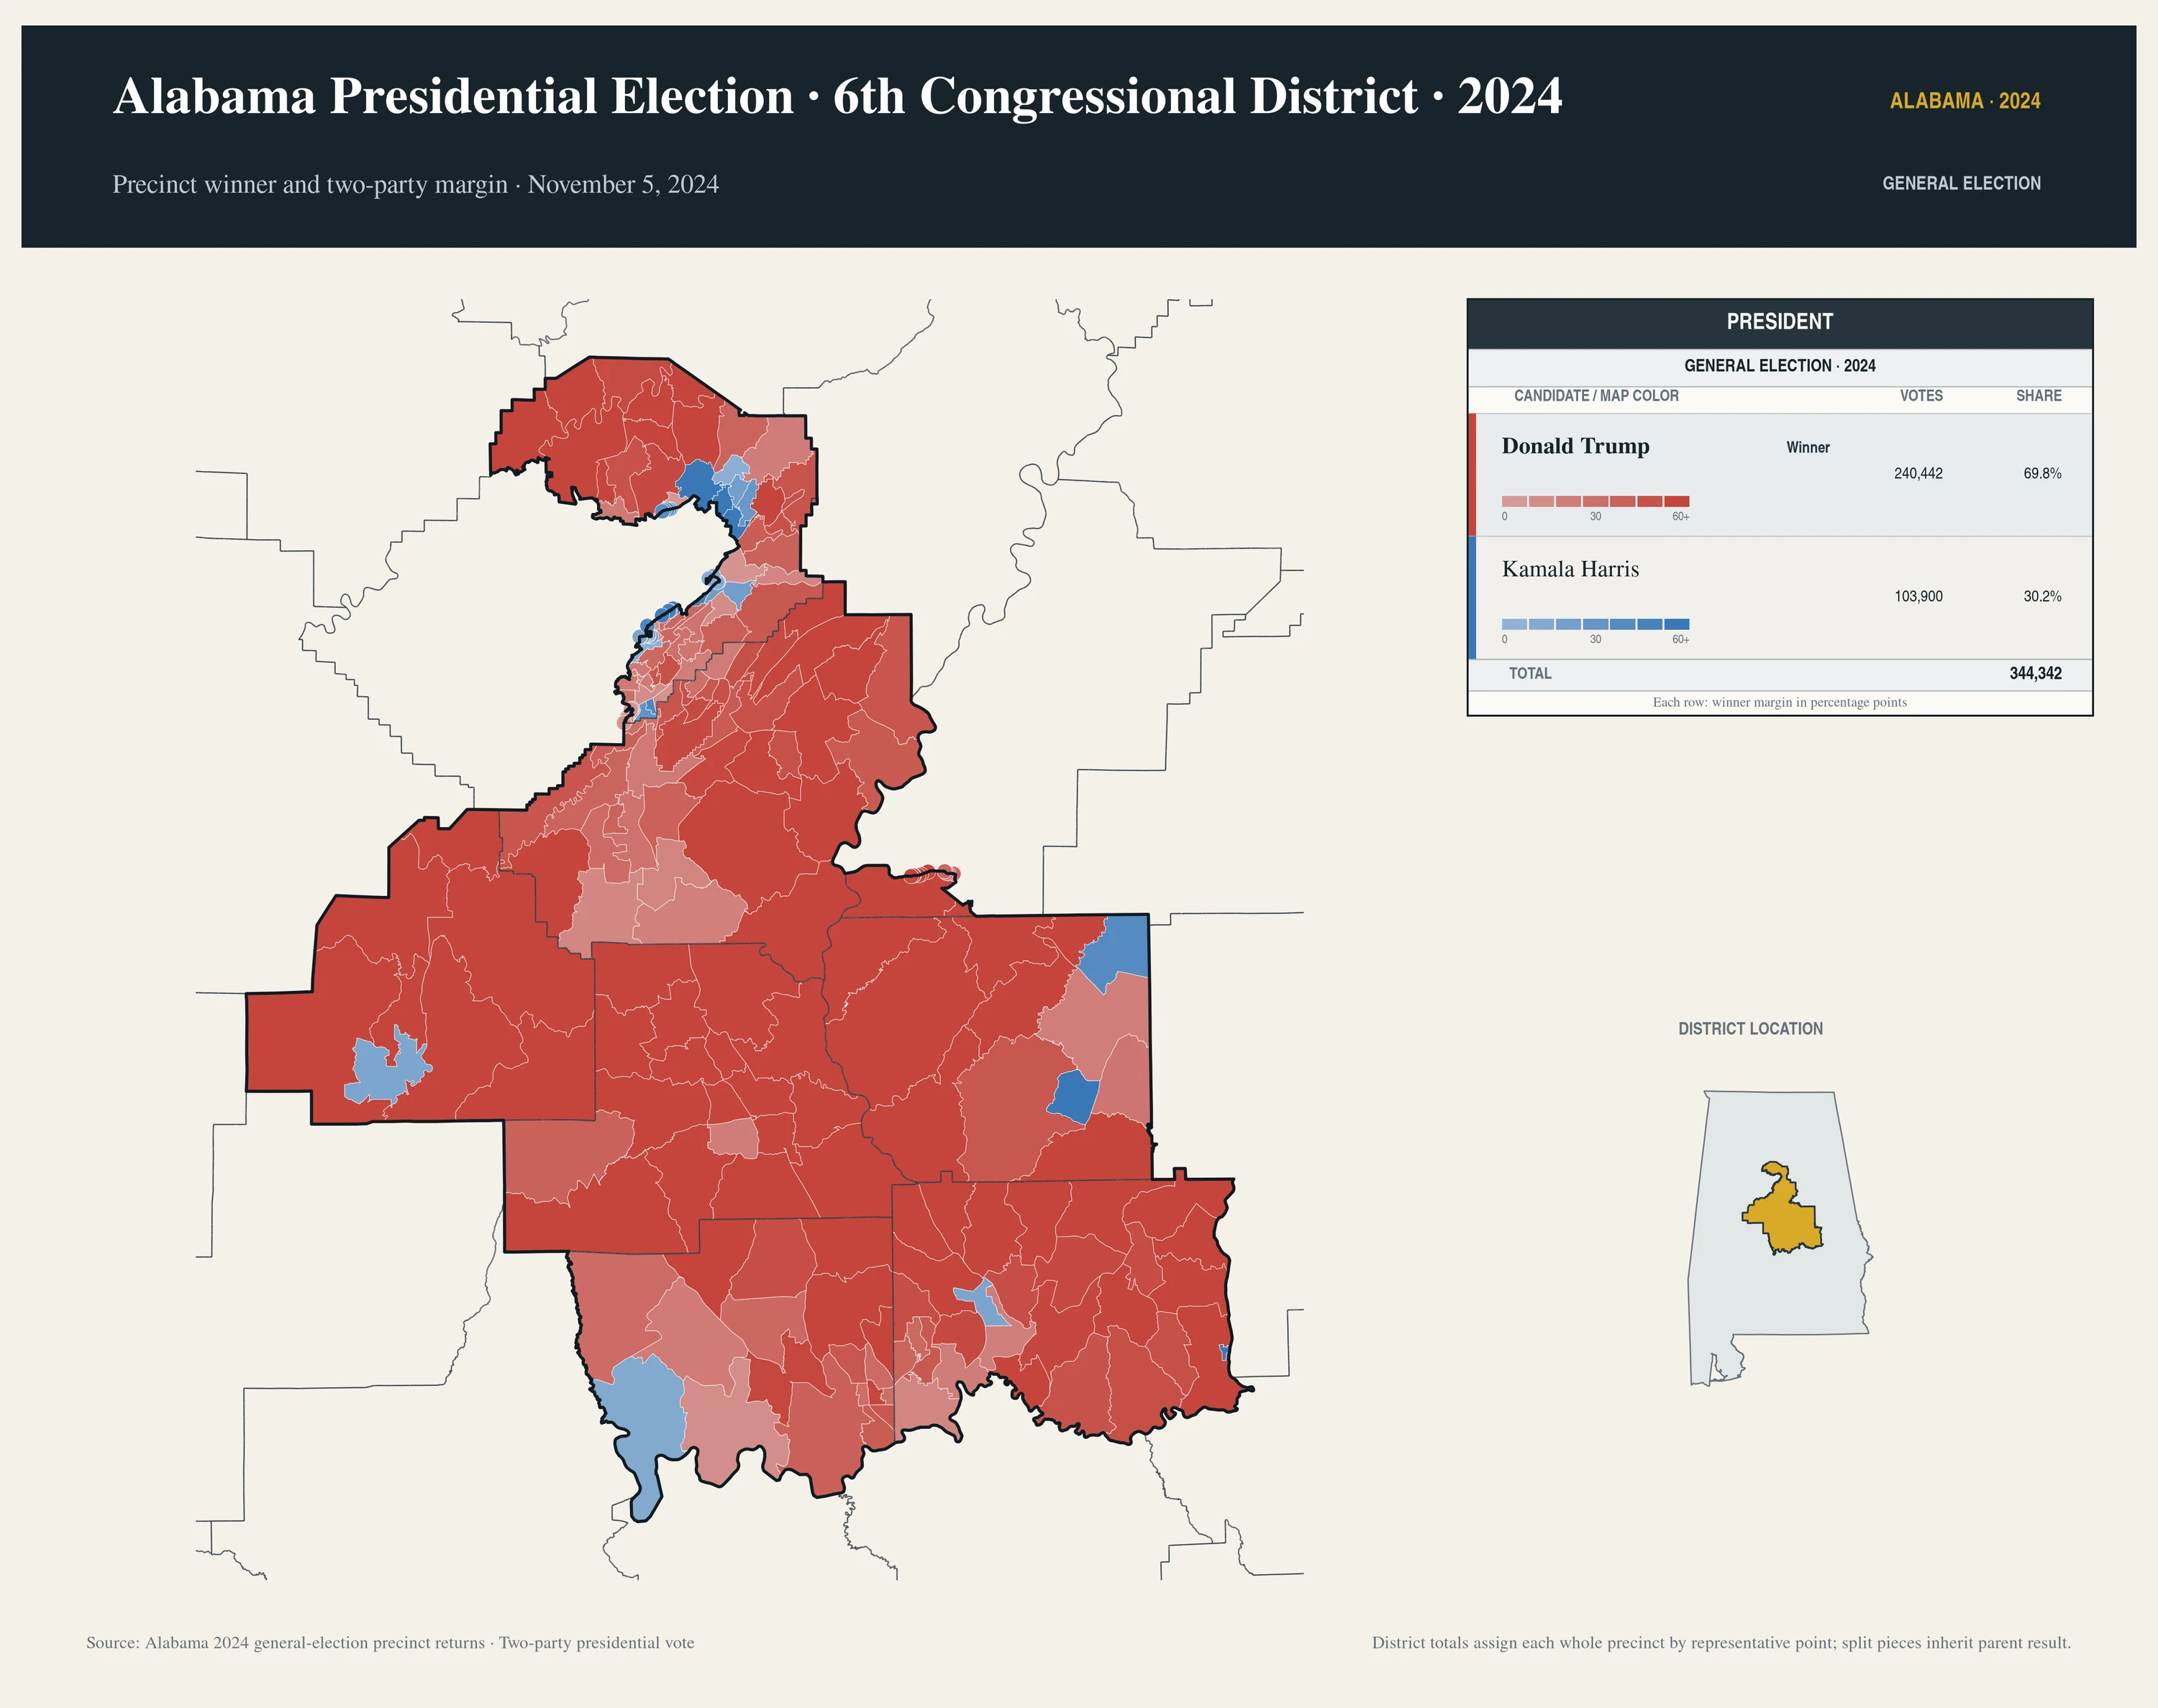 Alabama Presidential Election · 6th Congressional District · 2024
ALABAMA · 2024
Precinct winner and two-party margin · November 5, 2024
GENERAL ELECTION
PRESIDENT
GENERAL ELECTION · 2024
CANDIDATE / MAP COLOR VOTES SHARE
Donald Trump Winner
240,442 69.8%
0 30 60+
Kamala Harris
103,900 30.2%
0 30 60+
TOTAL 344,342
Each row: winner margin in percentage points
DISTRICT LOCATION
Source: Alabama 2024 general-election precinct returns · Two-party presidential vote
District totals assign each whole precinct by representative point; split pieces inherit parent result.